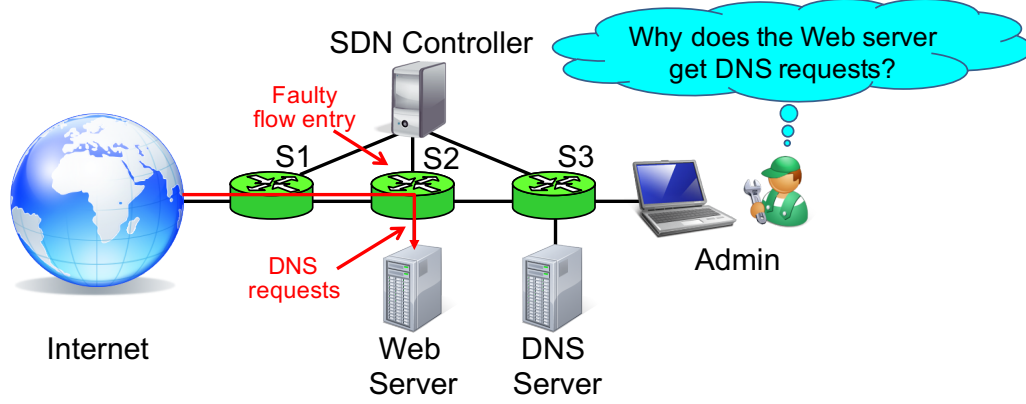 SDN Controller
Why does the Web server
get DNS requests?
Faulty
flow entry
S1
S2
S3
DNS
requests
Admin
Internet
Web
Server
DNS
Server